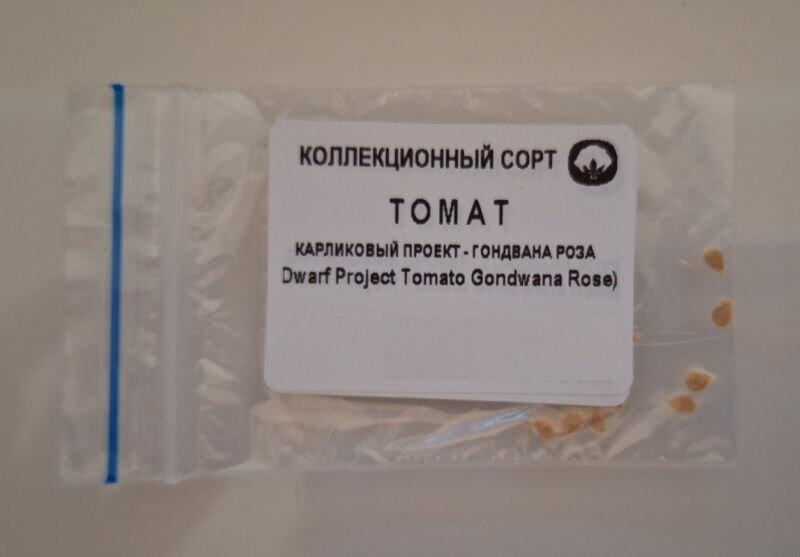 КОЛЛЕКЦИОННЫЙ СОРТ
ТОМАТ
КАРЛИКОВЫЙ ПРОЕКТ - ГОНДВАНА РОЗА
Dwarf Project Tomato Gondwana Rose)